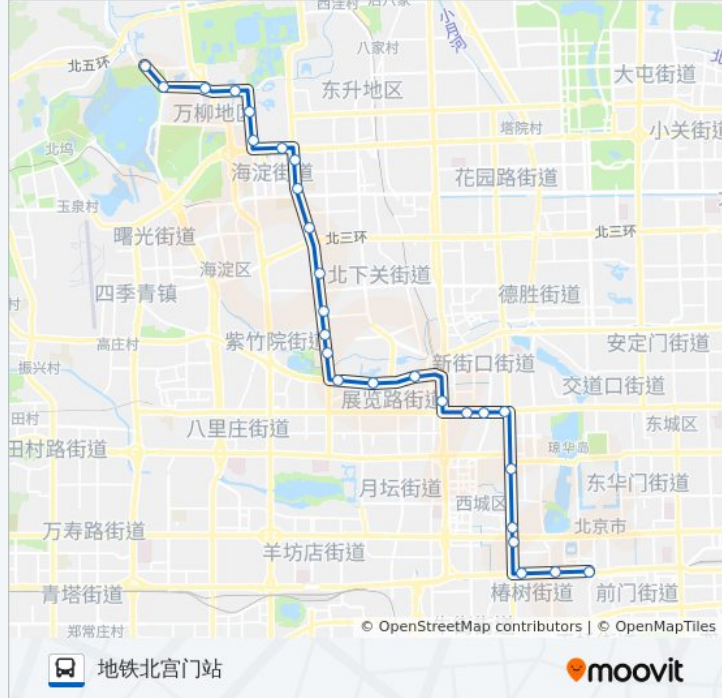 西洼村
八家村
小月河
北五环
东升地区
大屯街道
万柳地区
塔院村
小关街道
北坞
海淀街道
花园路街道
玉泉村
曙光街道
北三环
北三环
海淀区
北下关街道
四季青镇
德胜街道
高庄村
紫竹院街道
安定门街道
振兴村
新街口街道
交道口街道
展览路街道
田村
八里庄街道
东城区
田村路街道
琼华岛
月坛街道
东华门街道
西城区
万寿路街道
北京市
羊坊店街道
青塔街道
椿树街道
前门街道
郑常庄村
© OpenStreetMap contributors | © OpenMapTiles
地铁北宫门站
moovit